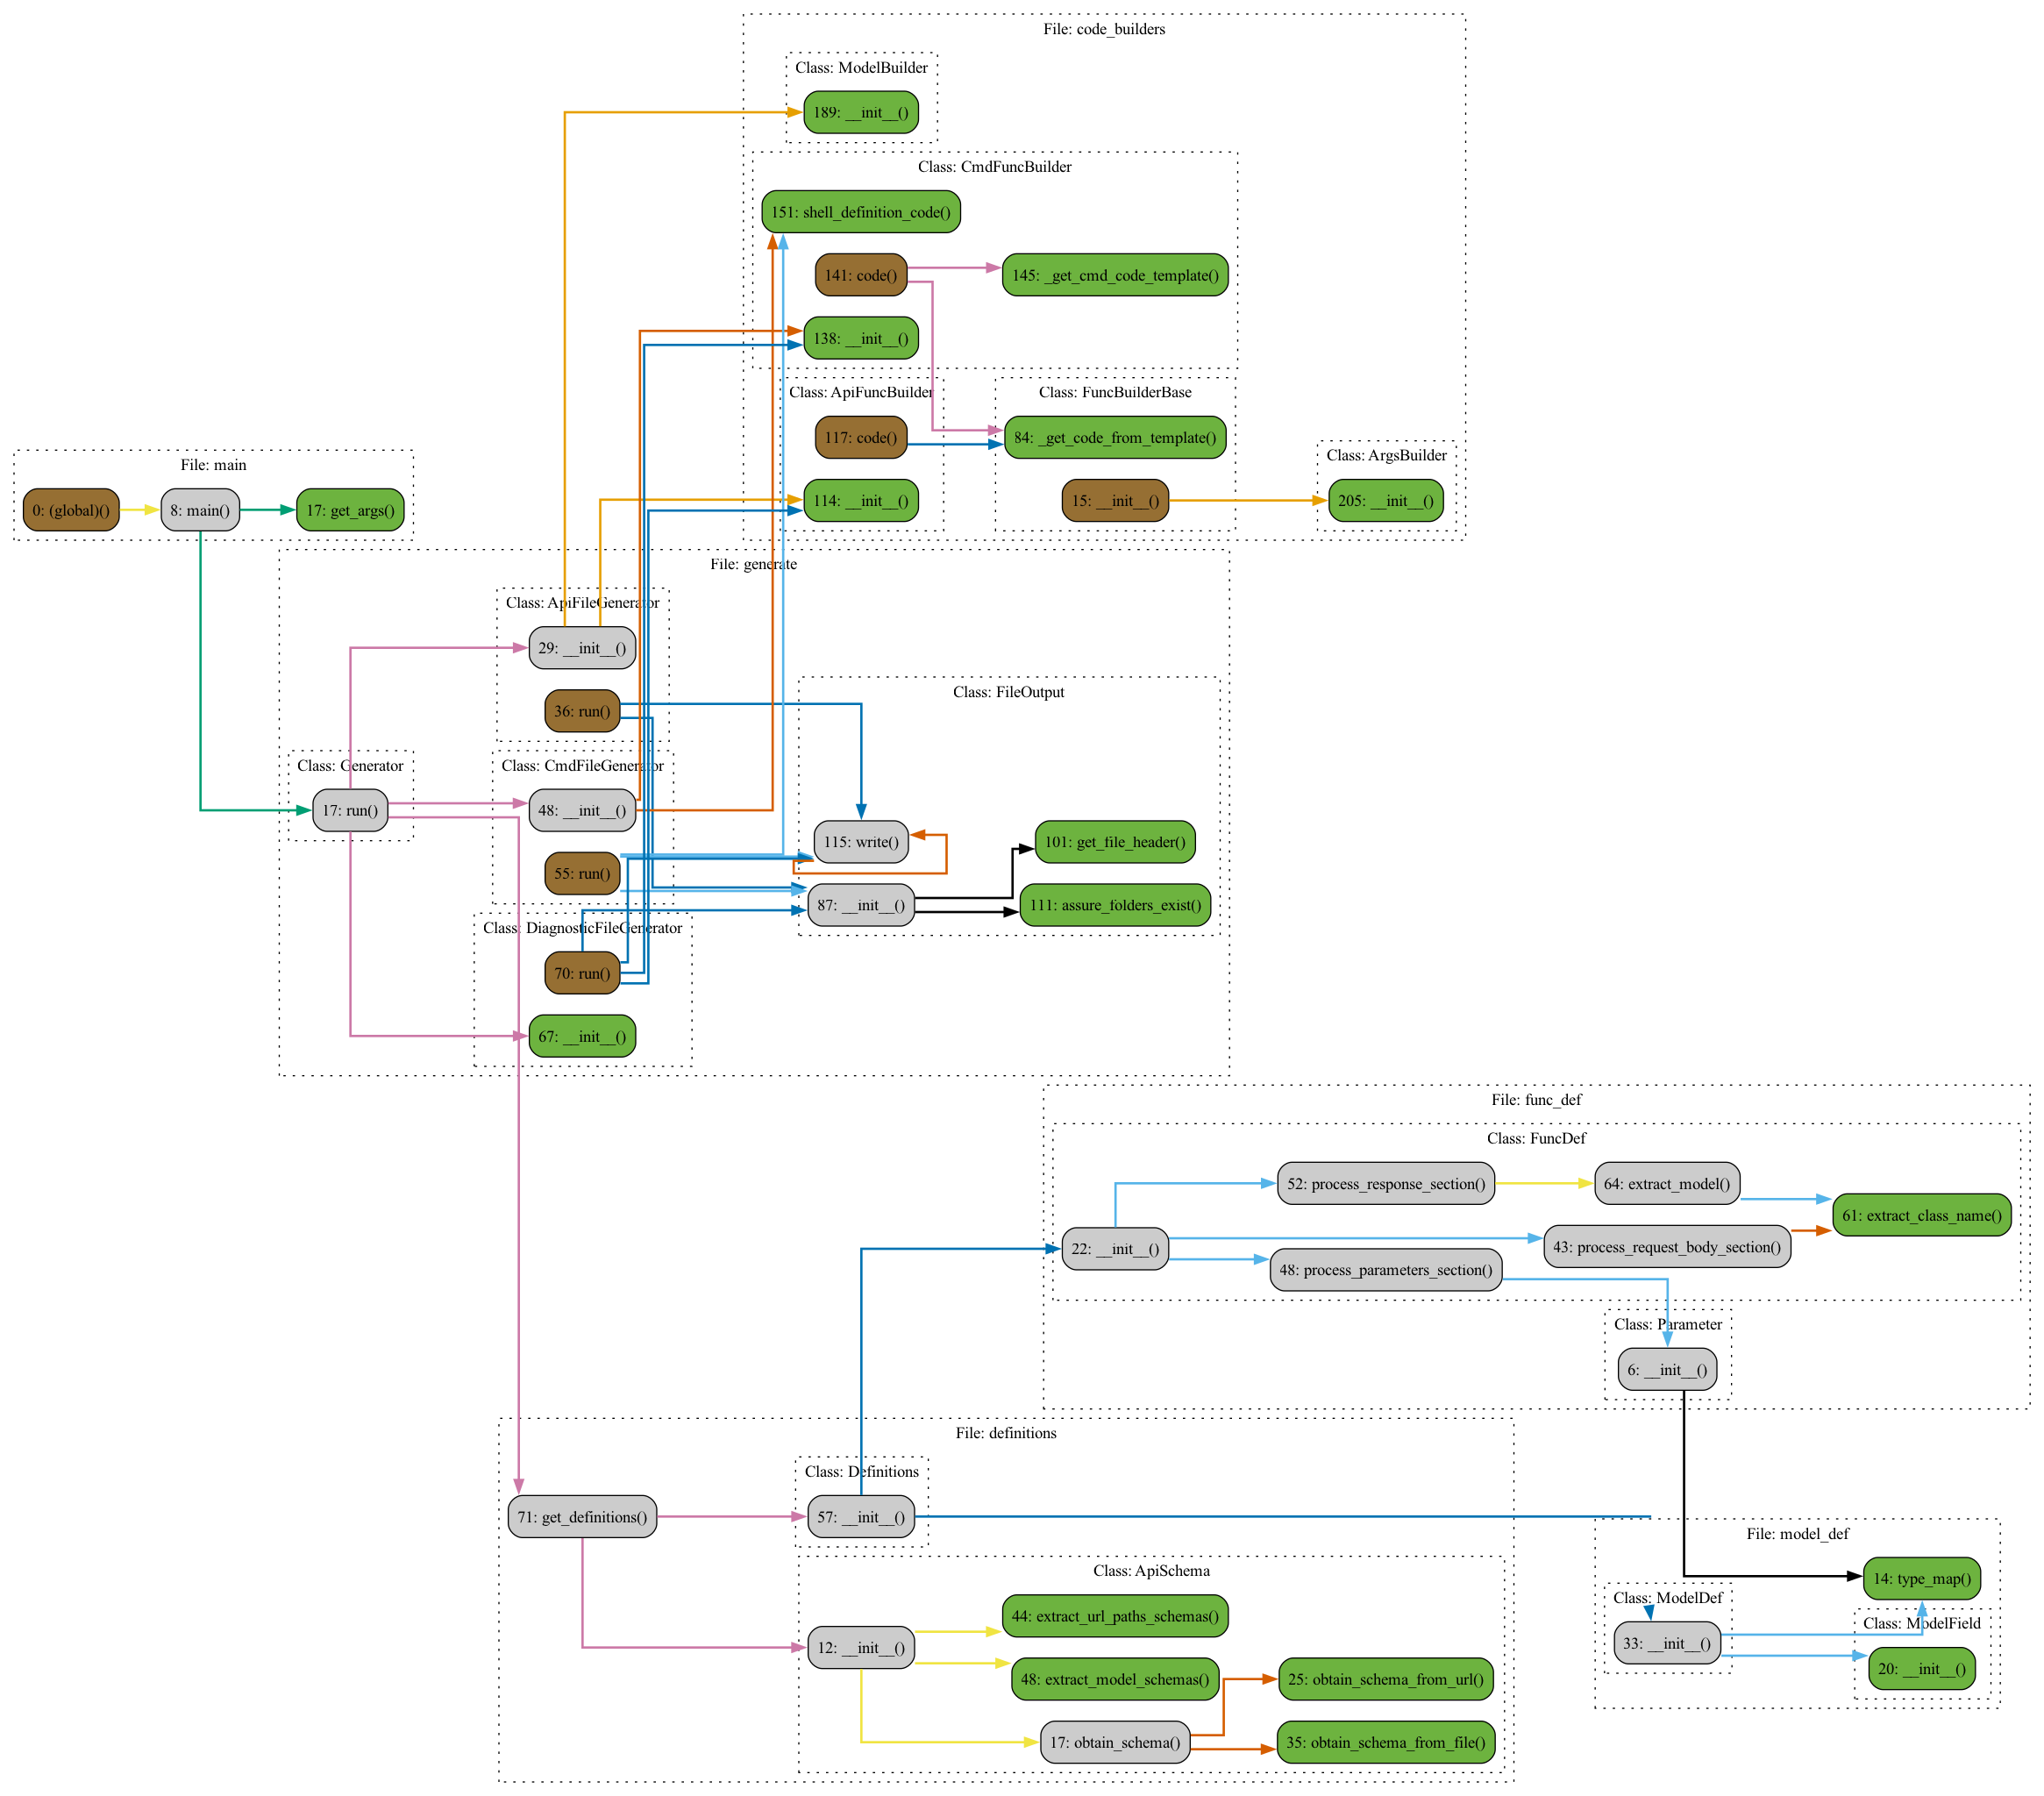 File: code_builders
Class: ModelBuilder
189: __init__()
Class: CmdFuncBuilder
151: shell_definition_code()
141: code()
145: _get_cmd_code_template()
138: __init__()
Class: ApiFuncBuilder
117: code()
114: __init__()
Class: FuncBuilderBase
84: _get_code_from_template()
15: __init__()
Class: ArgsBuilder
205: __init__()
File: main
0: (global)()
8: main()
17: get_args()
File: generate
Class: ApiFileGenerator
29: __init__()
36: run()
Class: Generator
17: run()
Class: CmdFileGenerator
48: __init__()
55: run()
Class: DiagnosticFileGenerator
70: run()
67: __init__()
Class: FileOutput
115: write()
101: get_file_header()
87: __init__()
111: assure_folders_exist()
File: func_def
Class: FuncDef
52: process_response_section()
64: extract_model()
61: extract_class_name()
22: __init__()
43: process_request_body_section()
48: process_parameters_section()
Class: Parameter
6: __init__()
File: definitions
Class: Definitions
71: get_definitions()
57: __init__()
Class: ApiSchema
44: extract_url_paths_schemas()
12: __init__()
48: extract_model_schemas()
25: obtain_schema_from_url()
17: obtain_schema()
35: obtain_schema_from_file()
File: model_def
14: type_map()
Class: ModelDef
33: __init__()
Class: ModelField
20: __init__()